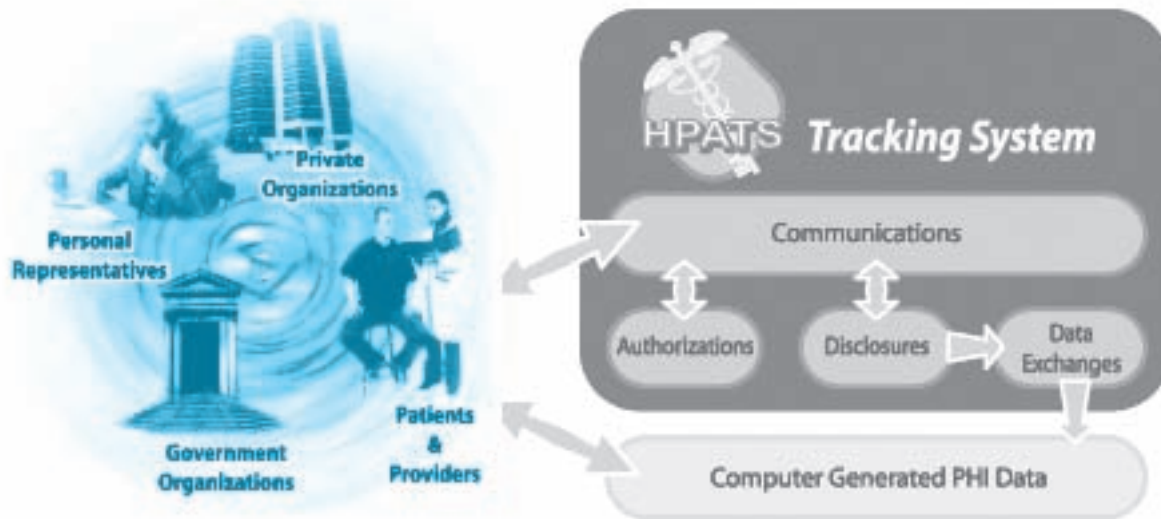 Private
Organizations
Personal
Representatives
Government
Organizations
Patients
&
Providers
HPATS
Tracking System
Communications
Authorizations
Disclosures
Data
Exchanges
Computer Generated PHI Data